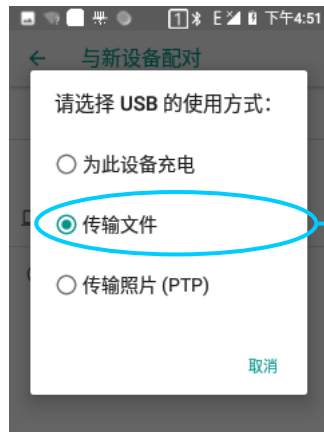 1 E 下午4:51
与新设备配对
请选择 USB 的使用方式：
为此设备充电
传输文件
传输照片 (PTP)
取消